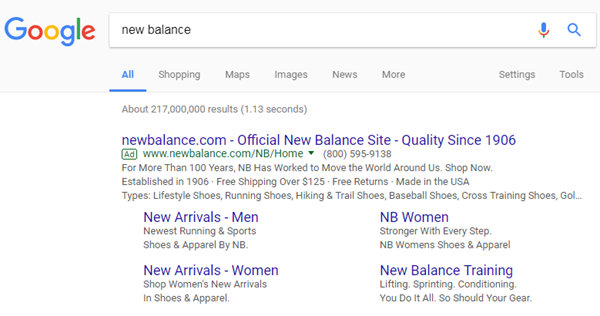 Google
new balance
All Shopping Maps Images News More Settings Tools
About 217,000,000 results (1.13 seconds)
newbalance.com - Official New Balance Site - Quality Since 1906
Ad www.newbalance.com/NB/Home (800) 595-9138
For More Than 100 Years, NB Has Worked to Move the World Around Us. Shop Now.
Established in 1906 · Free Shipping Over $125 · Free Returns · Made in the USA
Types: Lifestyle Shoes, Running Shoes, Hiking & Trail Shoes, Baseball Shoes, Cross Training Shoes, Gol...
New Arrivals - Men
Newest Running & Sports
Shoes & Apparel By NB.
NB Women
Stronger With Every Step.
NB Womens Shoes & Apparel
New Arrivals - Women
Shop Women's New Arrivals
In Shoes & Apparel.
New Balance Training
Lifting. Sprinting. Conditioning.
You Do It All. So Should Your Gear.